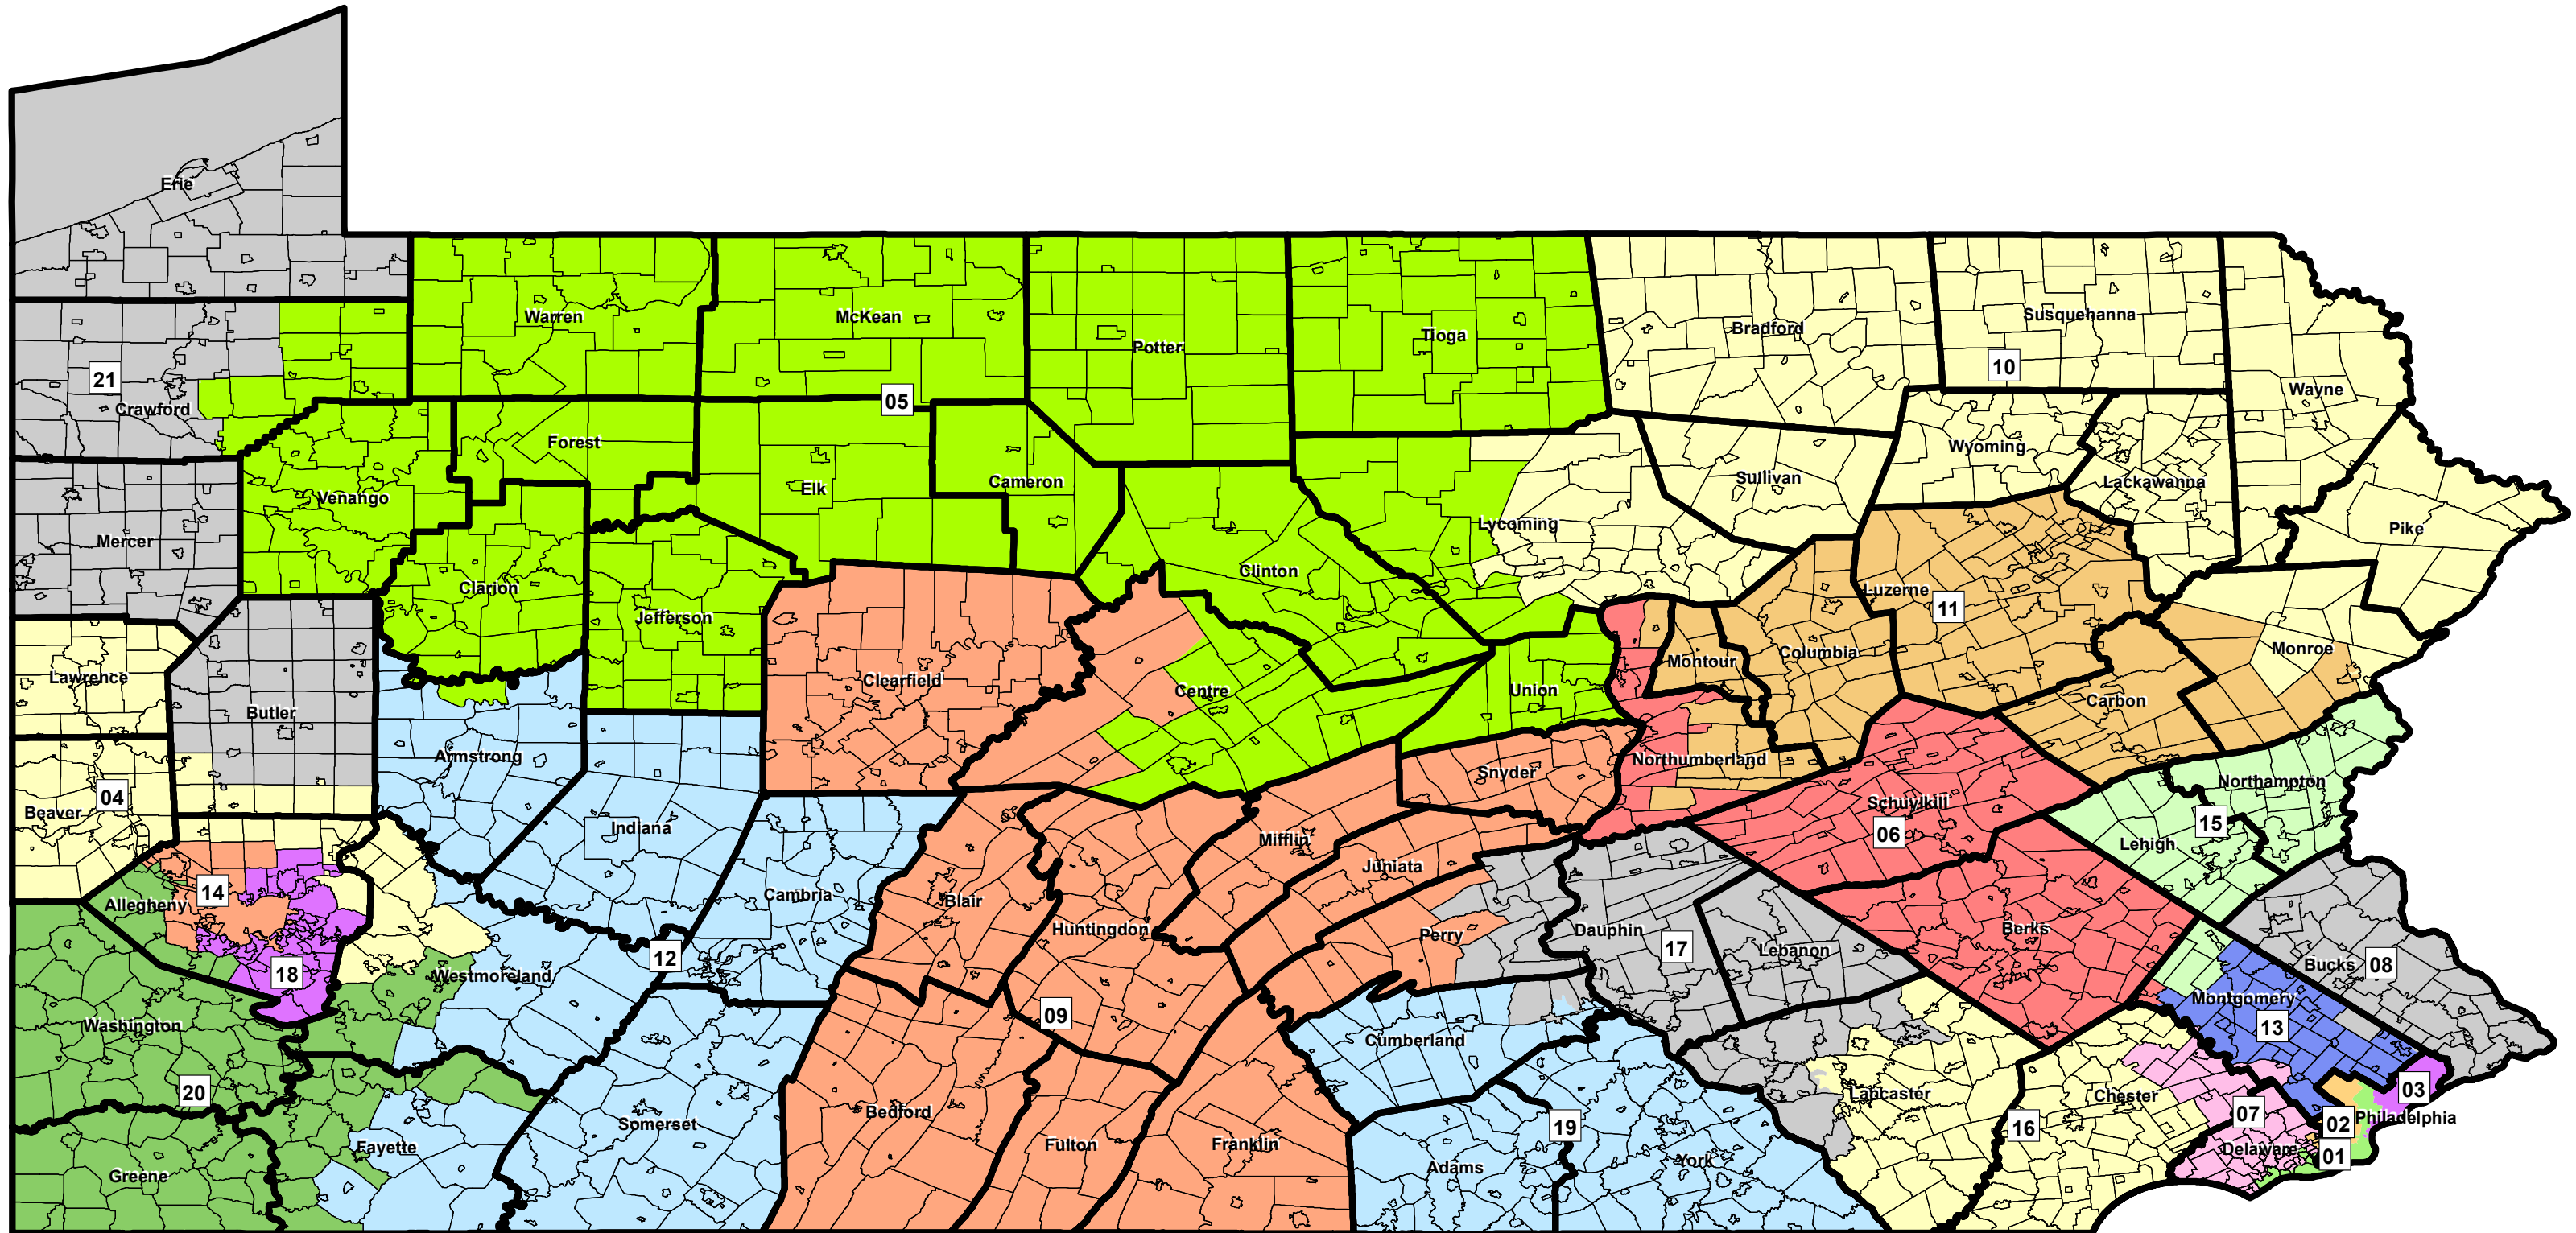 Erie
Warren
McKean
Potter
Tioga
Bradford
Susquehanna
10
21
Crawford
05
Wayne
Forest
Wyoming
Venango
Elk
Cameron
Sullivan
Lackawanna
Mercer
Lycoming
Pike
Clarion
Clinton
Luzerne
11
Jefferson
Lawrence
Clearfield
Centre
Union
Montour
Columbia
Monroe
Butler
Carbon
Armstrong
Snyder
Northumberland
Northampton
04
Beaver
Indiana
Mifflin
Schuylkill
06
15
Lehigh
14
Allegheny
Cambria
Blair
Juniata
Huntingdon
Perry
Dauphin
17
Lebanon
Berks
18
Westmoreland
12
Bucks
08
Washington
09
Cumberland
Montgomery
13
20
Bedford
Somerset
19
Lancaster
Chester
03
Fayette
Fulton
Franklin
16
07
02
Philadelphia
Greene
Adams
York
Delaware
01